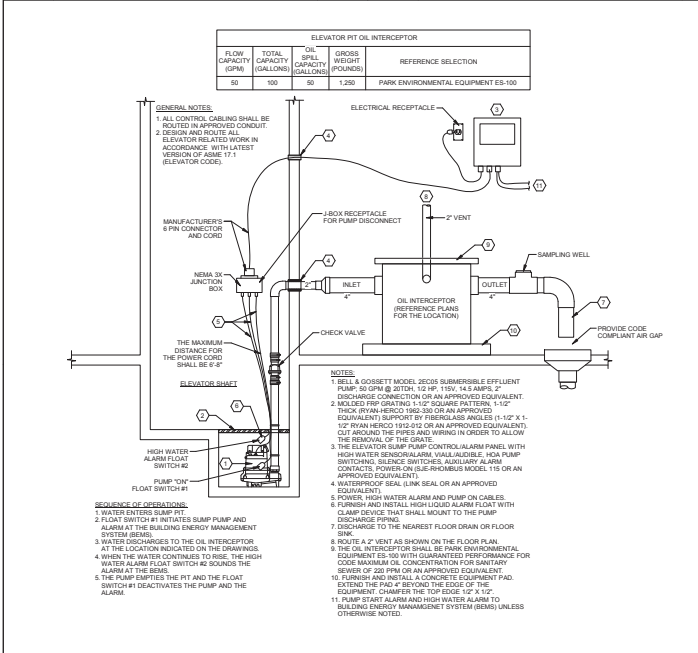 ELEVATOR PIT OIL INTERCEPTOR
FLOW CAPACITY (GPM)
TOTAL CAPACITY (GALLONS)
OIL SPILL CAPACITY (GALLONS)
GROSS WEIGHT (POUNDS)
REFERENCE SELECTION
50
100
50
1,250
PARK ENVIRONMENTAL EQUIPMENT ES-100
GENERAL NOTES:
1. ALL CONTROL CABLING SHALL BE
ROUTED IN APPROVED CONDUIT.
2. DESIGN AND ROUTE ALL
ELEVATOR RELATED WORK IN
ACCORDANCE WITH LATEST
VERSION OF ASME 17.1
(ELEVATOR CODE).
ELECTRICAL RECEPTACLE
3
4
11
8
MANUFACTURER'S
6 PIN CONNECTOR
AND CORD
J-BOX RECEPTACLE
FOR PUMP DISCONNECT
2" VENT
9
SAMPLING WELL
NEMA 3X
JUNCTION
BOX
4
2"
INLET
4"
OIL INTERCEPTOR
(REFERENCE PLANS
FOR THE LOCATION)
OUTLET
4"
7
5
CHECK VALVE
10
PROVIDE CODE
COMPLIANT AIR GAP
THE MAXIMUM
DISTANCE FOR
THE POWER CORD
SHALL BE 6'-8"
ELEVATOR SHAFT
6
2
HIGH WATER
ALARM FLOAT
SWITCH #2
1
PUMP "ON"
FLOAT SWITCH #1
SEQUENCE OF OPERATIONS:
1. WATER ENTERS SUMP PIT.
2. FLOAT SWITCH #1 INITIATES SUMP PUMP AND
ALARM AT THE BUILDING ENERGY MANAGEMENT
SYSTEM (BEMS).
3. WATER DISCHARGES TO THE OIL INTERCEPTOR
AT THE LOCATION INDICATED ON THE DRAWINGS.
4. WHEN THE WATER CONTINUES TO RISE, THE HIGH
WATER ALARM FLOAT SWITCH #2 SOUNDS THE
ALARM AT THE BEMS.
5. THE PUMP EMPTIES THE PIT AND THE FLOAT
SWITCH #1 DEACTIVATES THE PUMP AND THE
ALARM.
NOTES:
1. BELL & GOSSETT MODEL 2EC05 SUBMERSIBLE EFFLUENT
PUMP, 50 GPM @ 20TDH, 1/2 HP, 115V, 14.5 AMPS, 2"
DISCHARGE CONNECTION OR AN APPROVED EQUIVALENT.
2. MOLDED FRP GRATING 1-1/2" SQUARE PATTERN, 1-1/2"
THICK (RYAN-HERCO 1962-330 OR AN APPROVED
EQUIVALENT) SUPPORT BY FIBERGLASS ANGLES (1-1/2" X 1-
1/2" RYAN HERCO 1912-012 OR AN APPROVED EQUIVALENT).
CUT AROUND THE PIPES AND WIRING IN ORDER TO ALLOW
THE REMOVAL OF THE GRATE.
3. THE ELEVATOR SUMP PUMP CONTROL/ALARM PANEL WITH
HIGH WATER SENSOR/ALARM, VIAUL/AUDIBLE, HOA PUMP
SWITCHING, SILENCE SWITCHES, AUXILIARY ALARM
CONTACTS, POWER-ON (SJE-RHOMBUS MODEL 115 OR AN
APPROVED EQUIVALENT).
4. WATERPROOF SEAL (LINK SEAL OR AN APPROVED
EQUIVALENT).
5. POWER, HIGH WATER ALARM AND PUMP ON CABLES.
6. FURNISH AND INSTALL HIGH LIQUID ALARM FLOAT WITH
CLAMP DEVICE THAT SHALL MOUNT TO THE PUMP
DISCHARGE PIPING.
7. DISCHARGE TO THE NEAREST FLOOR DRAIN OR FLOOR
SINK.
8. ROUTE A 2" VENT AS SHOWN ON THE FLOOR PLAN.
9. THE OIL INTERCEPTOR SHALL BE PARK ENVIRONMENTAL
EQUIPMENT ES-100 WITH GUARANTEED PERFORMANCE FOR
CODE MAXIMUM OIL CONCENTRATION FOR SANITARY
SEWER OF 220 PPM OR AN APPROVED EQUIVALENT.
10. FURNISH AND INSTALL A CONCRETE EQUIPMENT PAD.
EXTEND THE PAD 4" BEYOND THE EDGE OF THE
EQUIPMENT. CHAMFER THE TOP EDGE 1/2" X 1/2".
11. PUMP START ALARM AND HIGH WATER ALARM TO
BUILDING ENERGY MANAMGENET SYSTEM (BEMS) UNLESS
OTHERWISE NOTED.